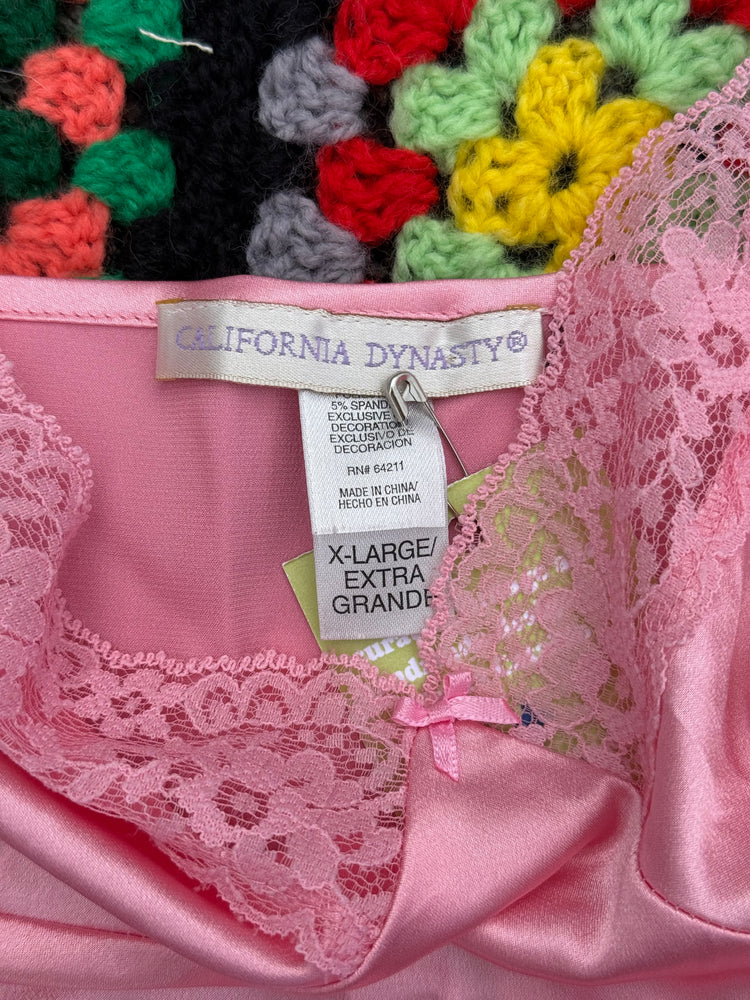 CALIFORNIA DYNASTY®
5% SPAND
EXCLUSIVE
DECORATION
EXCLUSIVO DE
DECORACION
RN# 64211
MADE IN CHINA/
HECHO EN CHINA
X-LARGE/
EXTRA
GRANDE